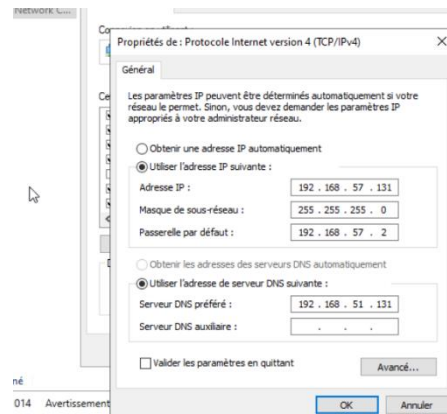 Network C...
Propriétés de : Protocole Internet version 4 (TCP/IPv4)
Général
Les paramètres IP peuvent être déterminés automatiquement si votre
réseau le permet. Sinon, vous devez demander les paramètres IP
appropriés à votre administrateur réseau.
Obtenir une adresse IP automatiquement
Utiliser l'adresse IP suivante :
Adresse IP : 192 . 168 . 57 . 131
Masque de sous-réseau : 255 . 255 . 255 . 0
Passerelle par défaut : 192 . 168 . 57 . 2
Obtenir les adresses des serveurs DNS automatiquement
Utiliser l'adresse de serveur DNS suivante :
Serveur DNS préféré : 192 . 168 . 51 . 131
Serveur DNS auxiliaire : . . .
Valider les paramètres en quittant
Avancé...
né
014 Avertissement
OK Annuler